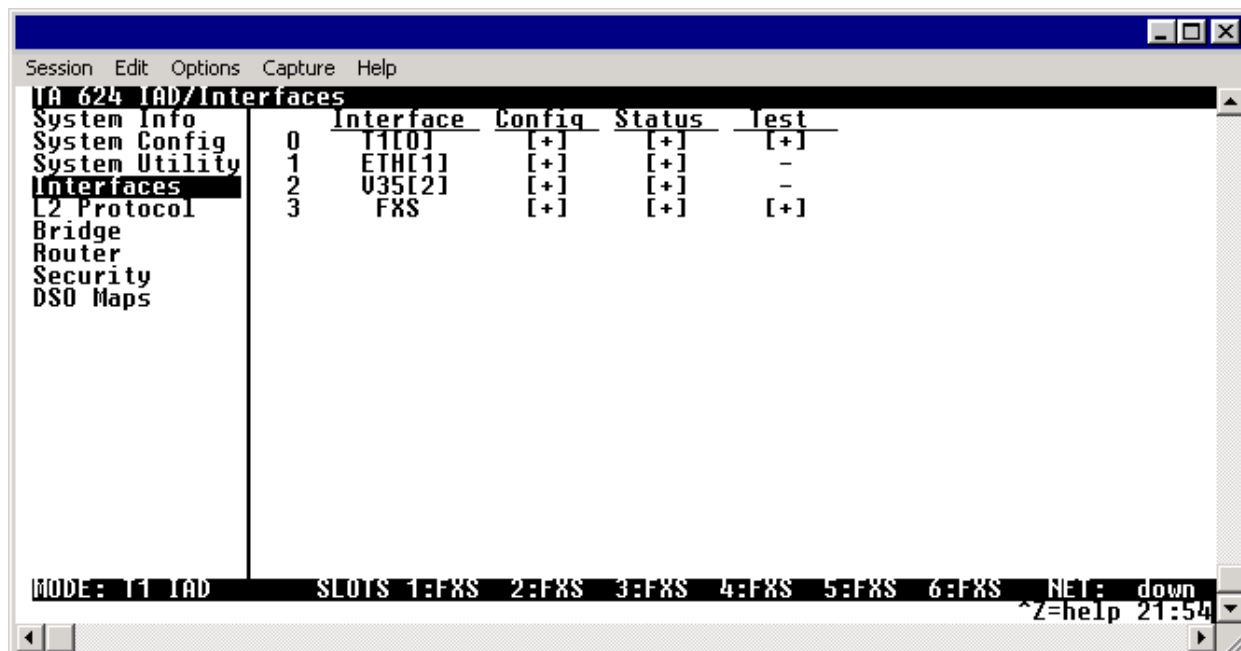 Session Edit Options Capture Help
TA 624 IAD/Interfaces
System Info
System Config
System Utility
Interfaces
L2 Protocol
Bridge
Router
Security
DS0 Maps
Interface Config Status Test
0 T1[0] [+] [+] [+]
1 ETH[1] [+] [+] -
2 V35[2] [+] [+] -
3 FXS [+] [+] [+]
MODE: T1 IAD SLOTS 1:FXS 2:FXS 3:FXS 4:FXS 5:FXS 6:FXS NET: down
^Z=help 21:54